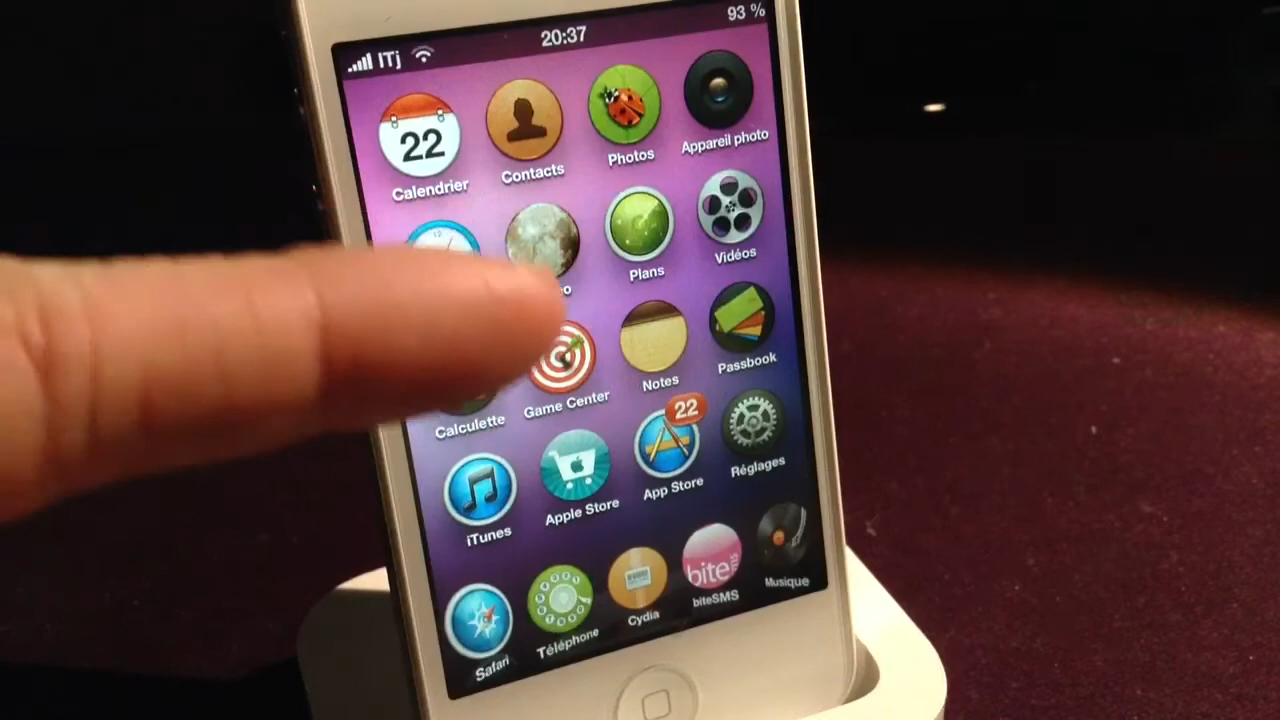 ITj 20:37 93 %
22
Calendrier Contacts Photos Appareil photo
Plans Vidéos
Calculette Game Center Notes Passbook
22
iTunes Apple Store App Store Réglages
bite
Safari Téléphone Cydia biteSMS Musique